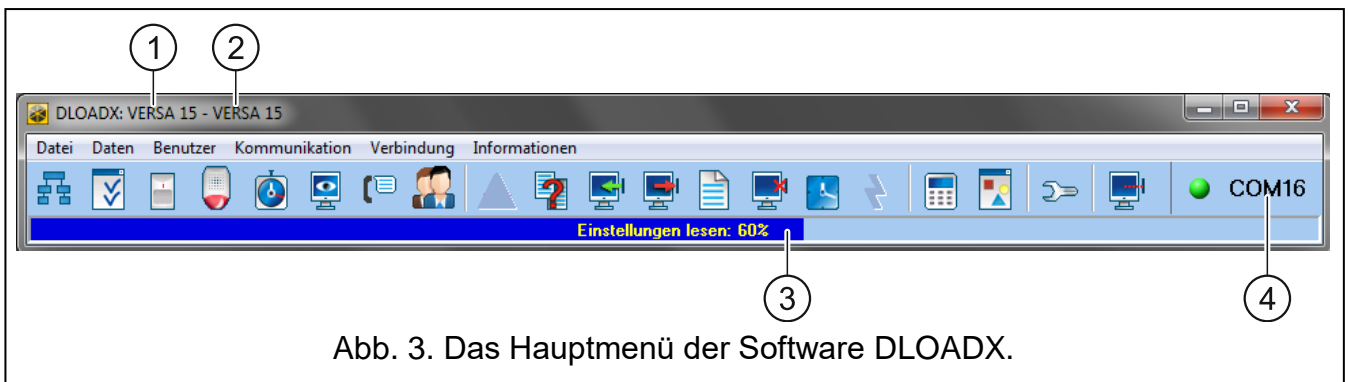 1 2
DLOADX: VERSA 15 - VERSA 15
Datei Daten Benutzer Kommunikation Verbindung Informationen
COM16
Einstellungen lesen: 60%
3 4
Abb. 3. Das Hauptmenü der Software DLOADX.